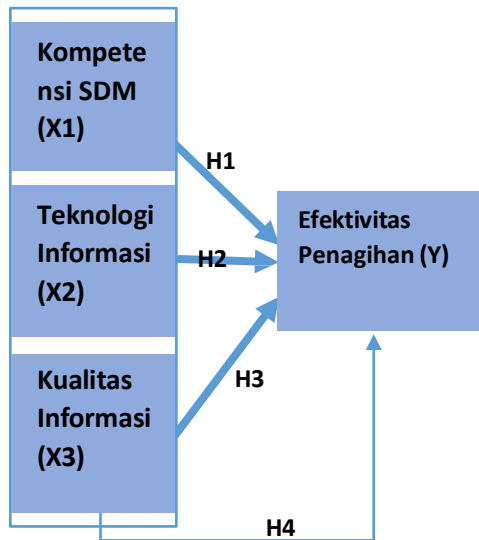 Kompete
nsi SDM
(X1)
H1
Teknologi
Informasi
(X2)
H2
Efektivitas
Penagihan (Y)
Kualitas
Informasi
(X3)
H3
H4